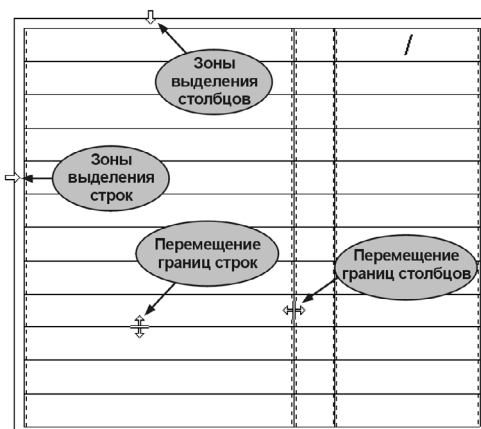 /
Зоны
выделения
столбцов
Зоны
выделения
строк
Перемещение
границ строк
Перемещение
границ столбцов